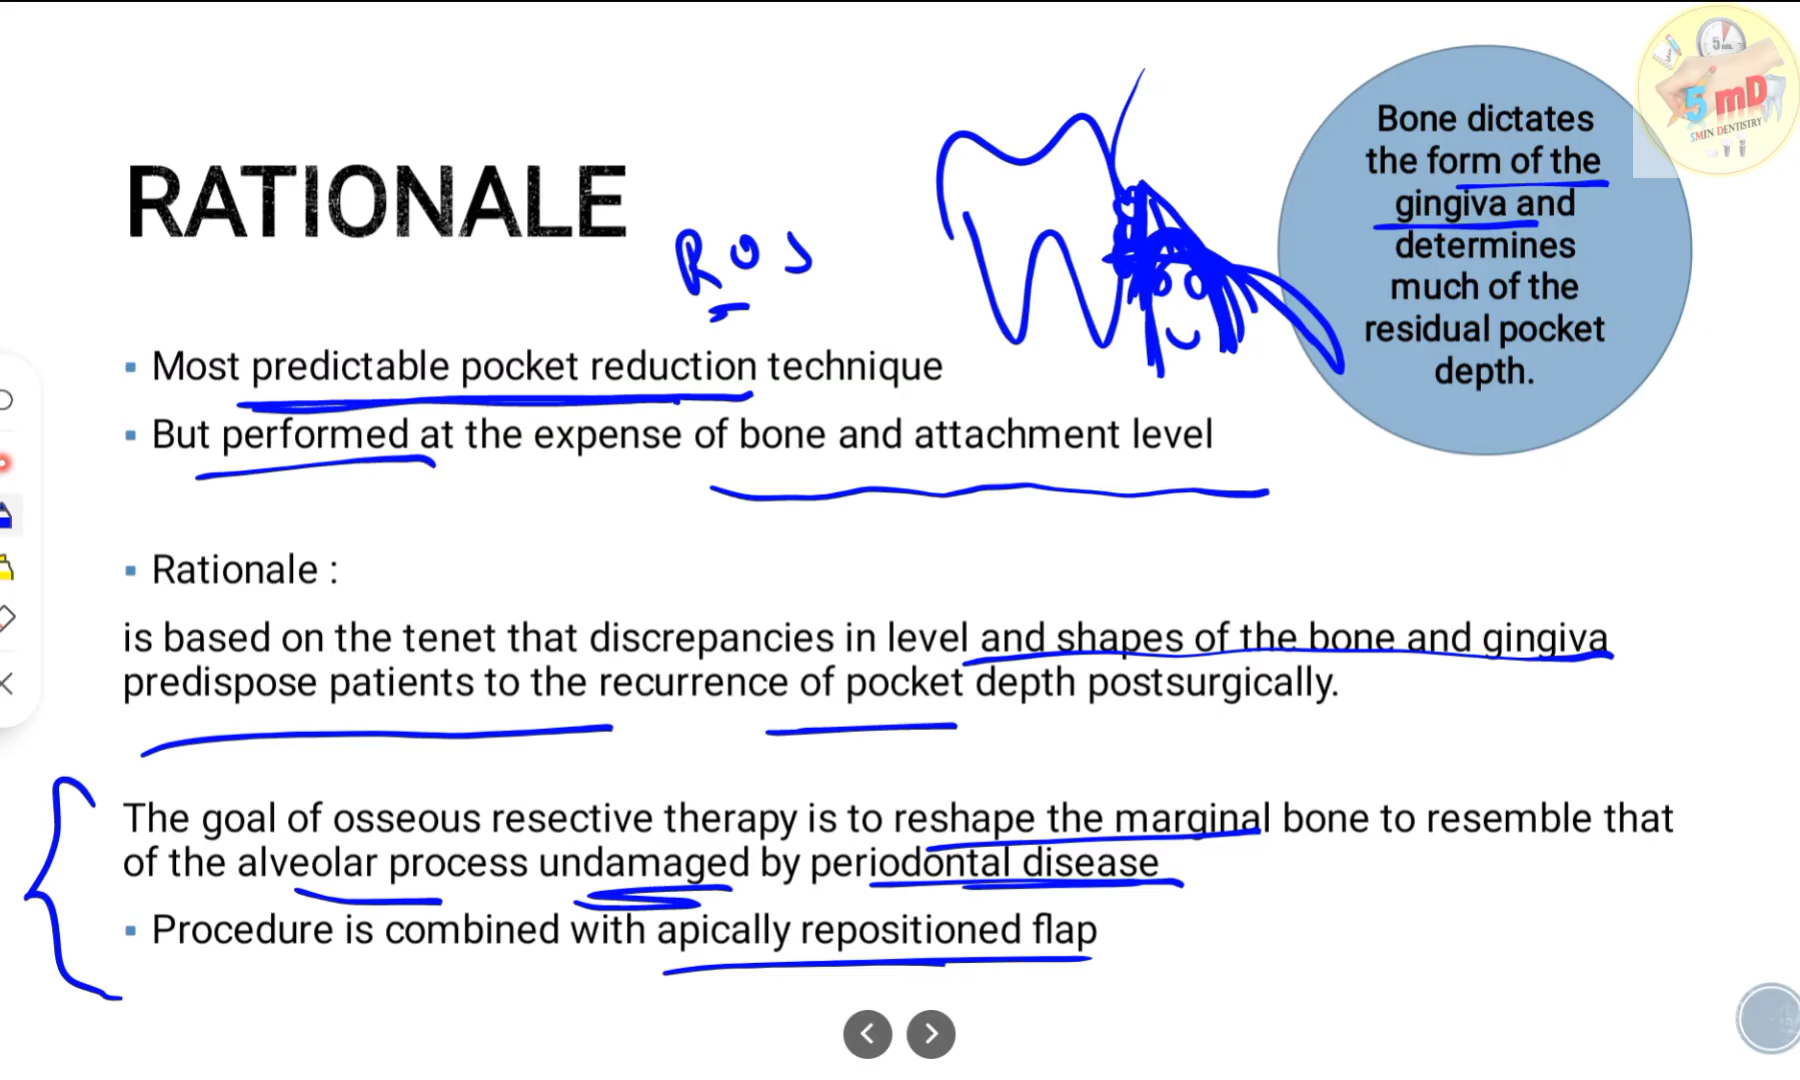 RATIONALE
ROS
Bone dictates
the form of the
gingiva and
determines
much of the
residual pocket
depth.
5 min.
5 mD
5MIN DENTISTRY
▪ Most predictable pocket reduction technique
▪ But performed at the expense of bone and attachment level
▪ Rationale :
is based on the tenet that discrepancies in level and shapes of the bone and gingiva
predispose patients to the recurrence of pocket depth postsurgically.
The goal of osseous resective therapy is to reshape the marginal bone to resemble that
of the alveolar process undamaged by periodontal disease
▪ Procedure is combined with apically repositioned flap